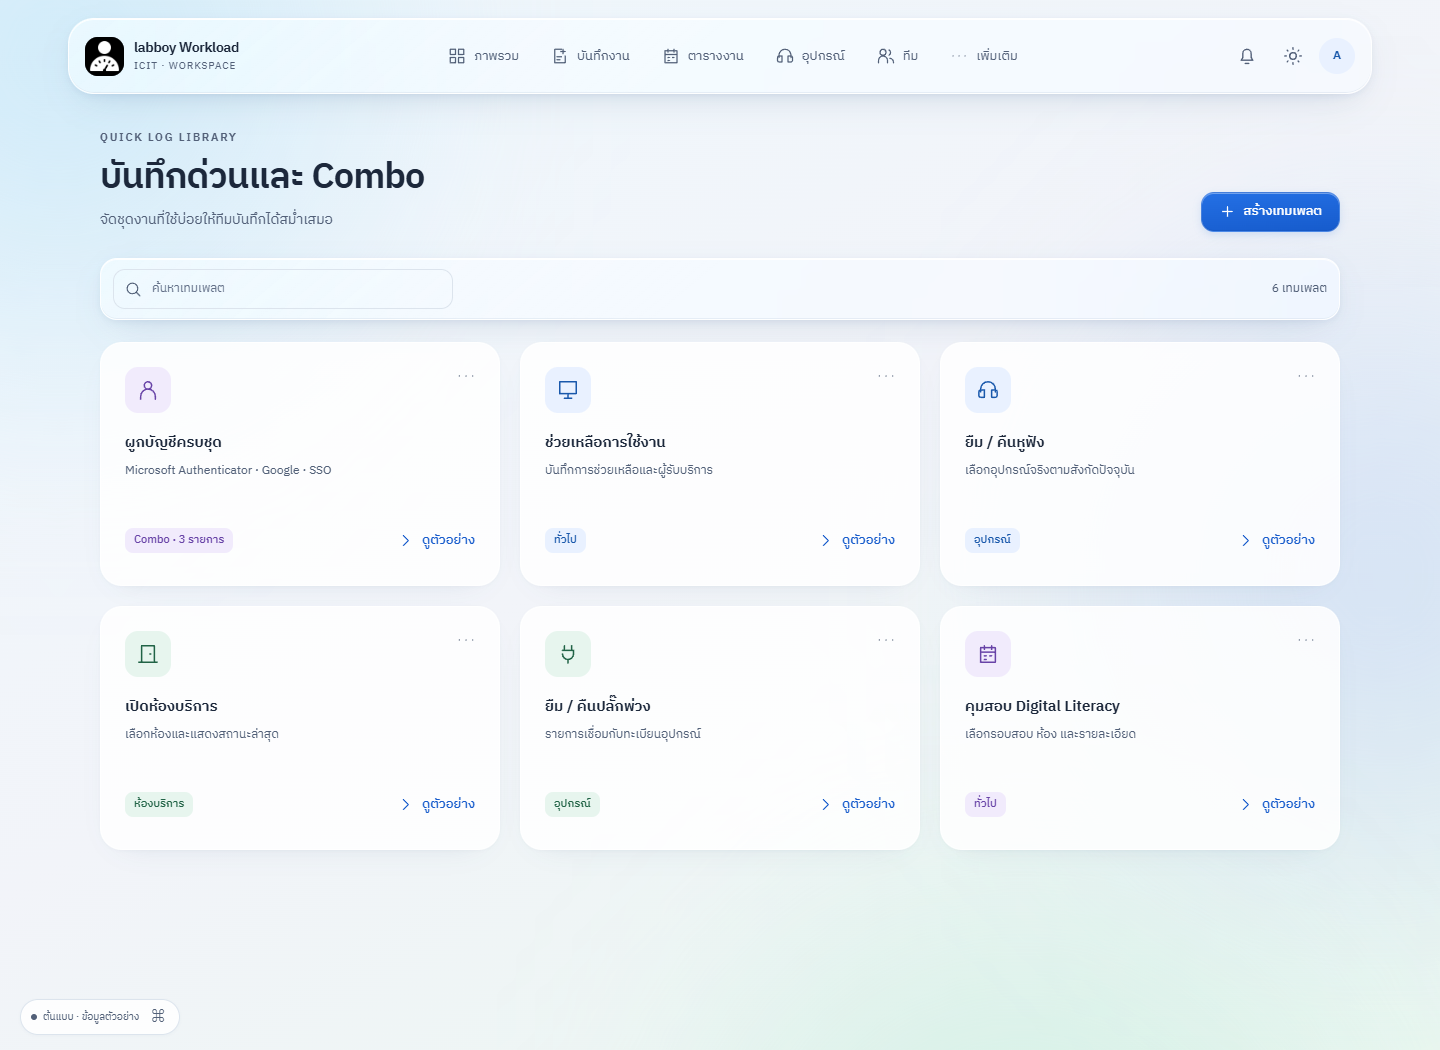 labboy Workload
ICIT · WORKSPACE
ภาพรวม
บันทึกงาน
ตารางงาน
อุปกรณ์
ทีม
··· เพิ่มเติม
A
QUICK LOG LIBRARY
บันทึกด่วนและ Combo
จัดชุดงานที่ใช้บ่อยให้ทีมบันทึกได้สม่ำเสมอ
+ สร้างเทมเพลต
ค้นหาเทมเพลต
6 เทมเพลต
ผูกบัญชีครบชุด
Microsoft Authenticator · Google · SSO
Combo · 3 รายการ
ดูตัวอย่าง
ช่วยเหลือการใช้งาน
บันทึกการช่วยเหลือและผู้รับบริการ
ทั่วไป
ดูตัวอย่าง
ยืม / คืนหูฟัง
เลือกอุปกรณ์จริงตามสังกัดปัจจุบัน
อุปกรณ์
ดูตัวอย่าง
เปิดห้องบริการ
เลือกห้องและแสดงสถานะล่าสุด
ห้องบริการ
ดูตัวอย่าง
ยืม / คืนปลั๊กพ่วง
รายการเชื่อมกับทะเบียนอุปกรณ์
อุปกรณ์
ดูตัวอย่าง
คุมสอบ Digital Literacy
เลือกรอบสอบ ห้อง และรายละเอียด
ทั่วไป
ดูตัวอย่าง
ต้นแบบ · ข้อมูลตัวอย่าง ⌘